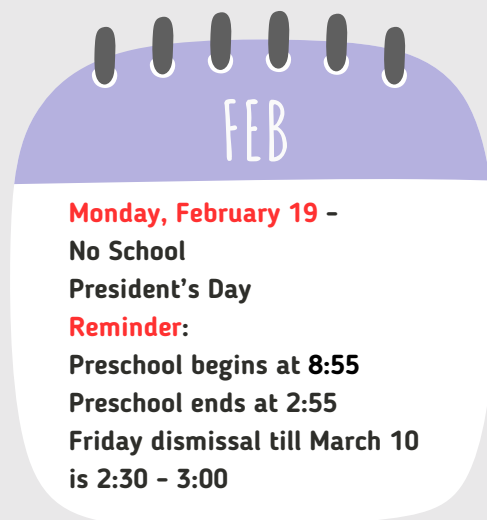 FEB
Monday, February 19 –
No School
President’s Day
Reminder:
Preschool begins at 8:55
Preschool ends at 2:55
Friday dismissal till March 10
is 2:30 – 3:00